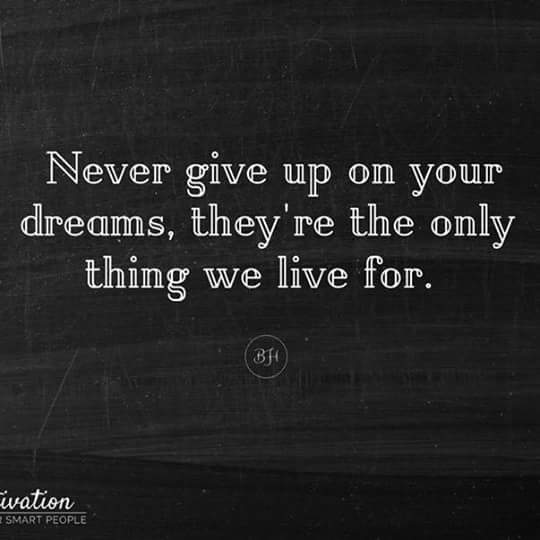 Never give up on your
dreams, they're the only
thing we live for.
BH
SMART PEOPLE